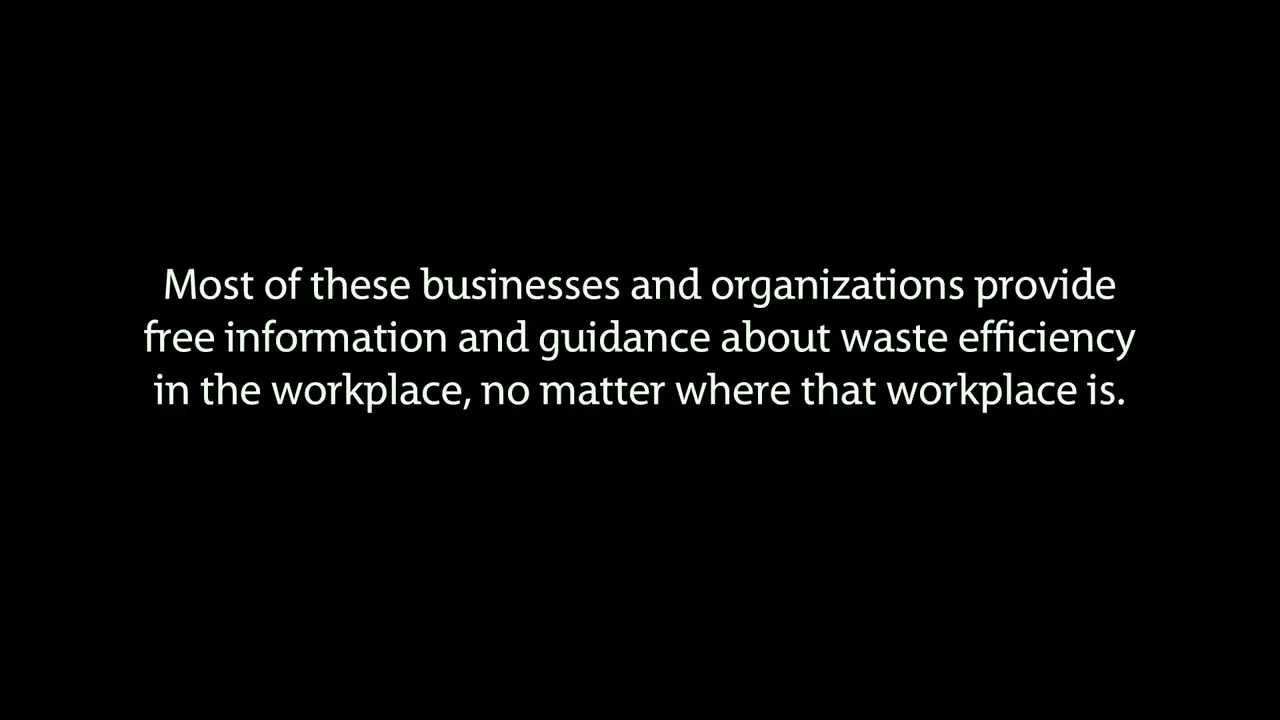 Most of these businesses and organizations provide
free information and guidance about waste efficiency
in the workplace, no matter where that workplace is.